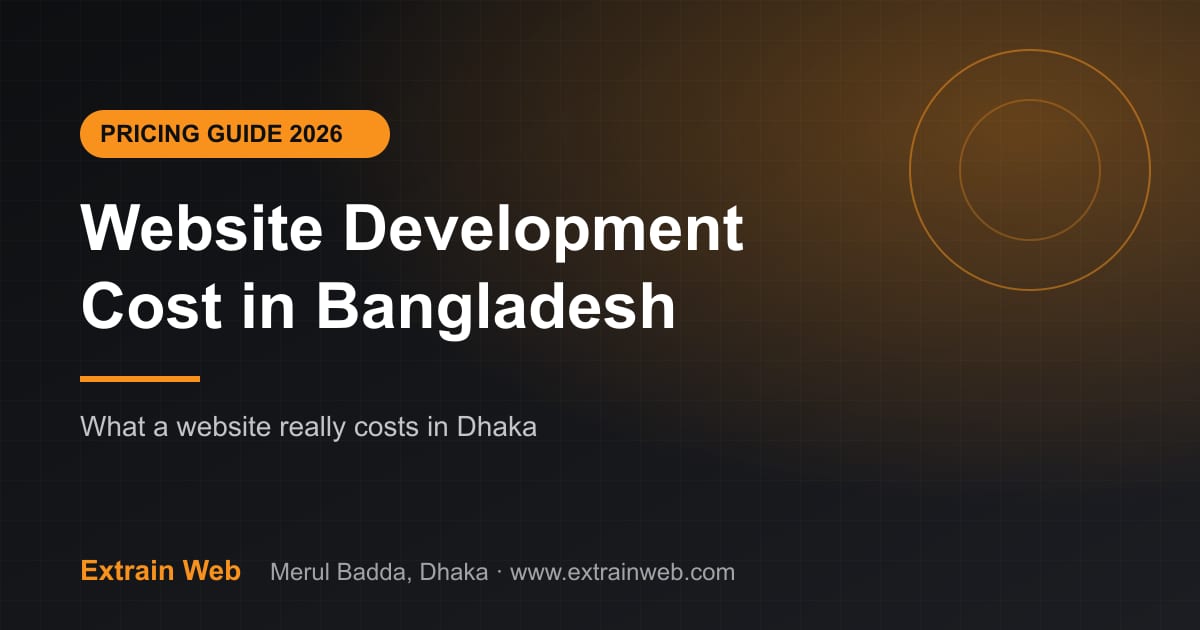 PRICING GUIDE 2026
Website Development
Cost in Bangladesh
What a website really costs in Dhaka
Extrain Web Merul Badda, Dhaka · www.extrainweb.com